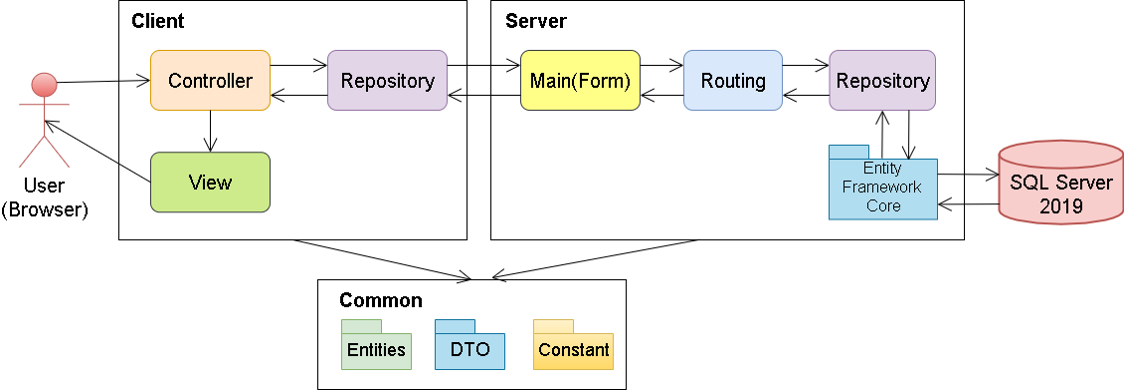 Client
Server
Controller
Repository
Main(Form)
Routing
Repository
View
User
(Browser)
Entity
Framework
Core
SQL Server
2019
Common
Entities
DTO
Constant